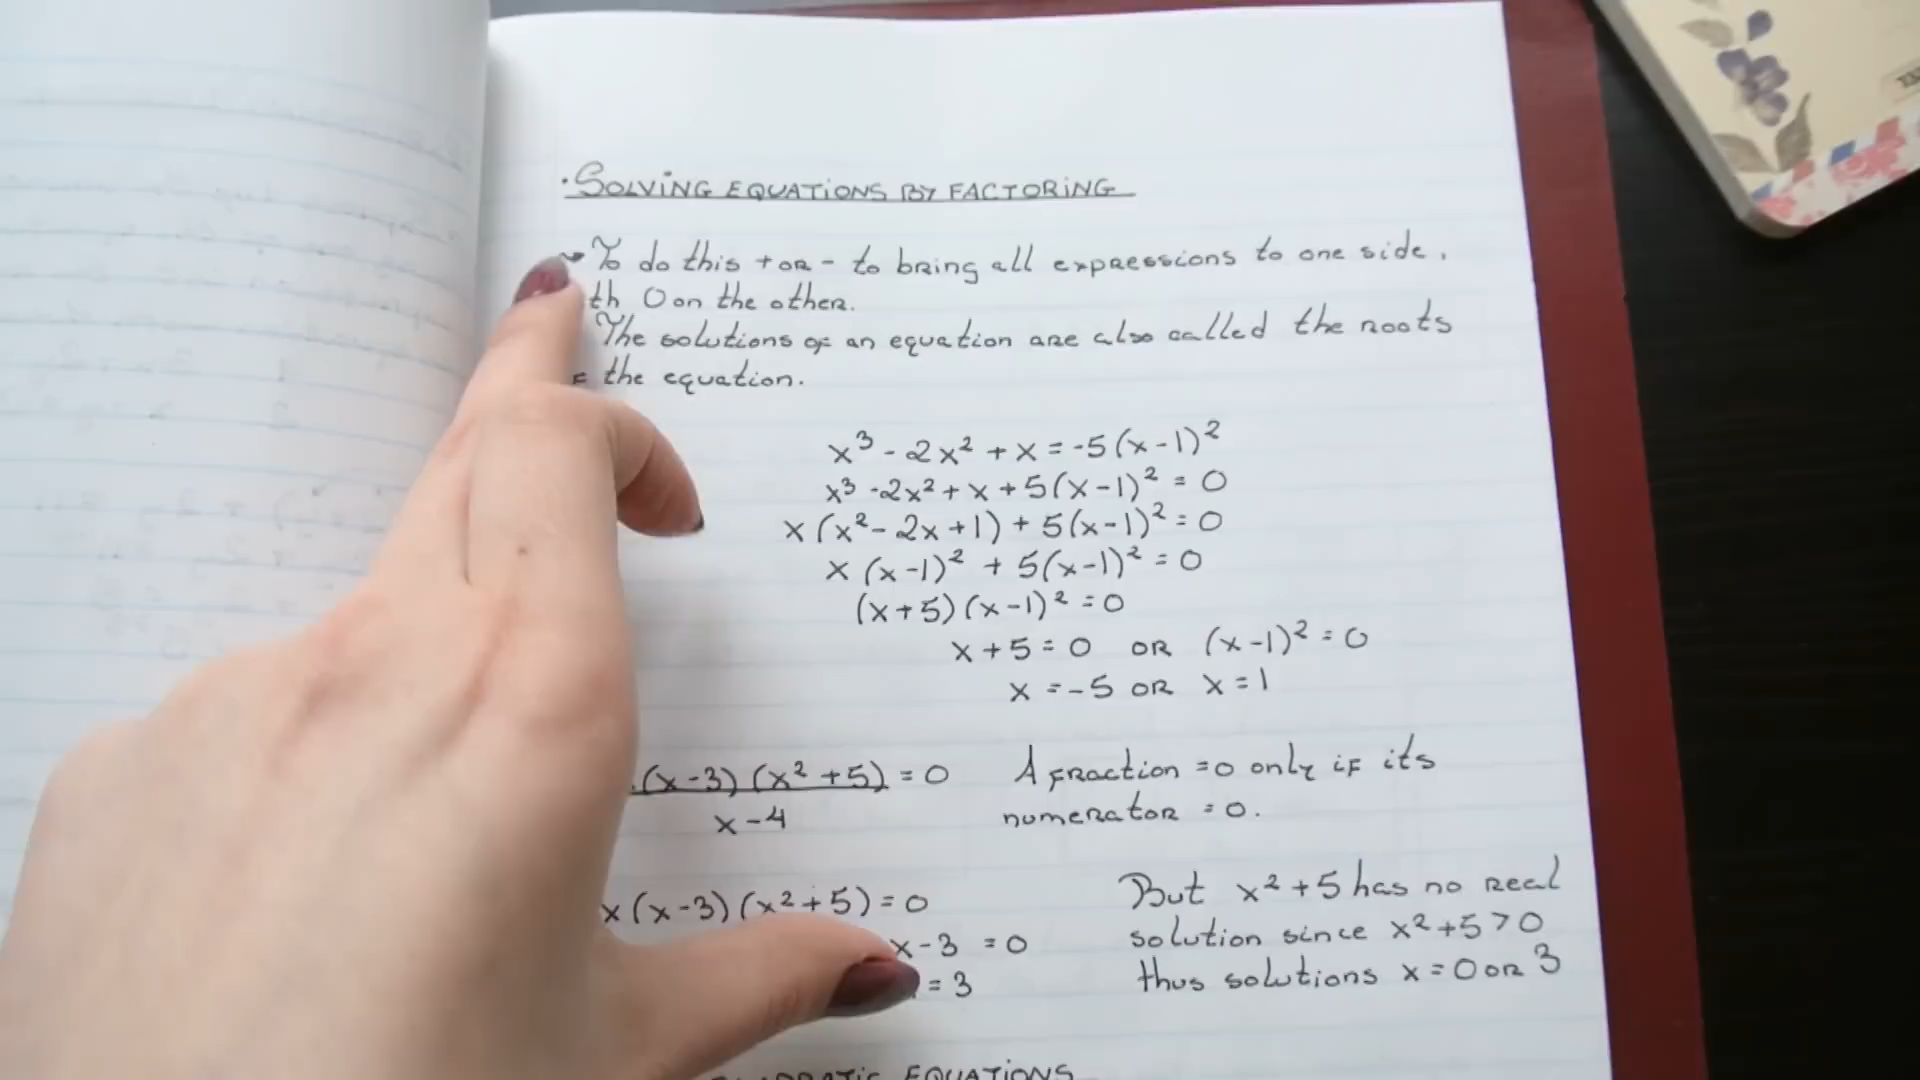 · SOLVING EQUATIONS BY FACTORING
To do this + OR - to bring all expressions to one side,
th 0 on the other.
The solutions of an equation are also called the roots
F the equation.
x³ - 2x² + x = -5(x-1)²
x³ - 2x² + x + 5(x-1)² = 0
x(x² - 2x + 1) + 5(x-1)² = 0
x(x-1)² + 5(x-1)² = 0
(x+5)(x-1)² = 0
x + 5 = 0 OR (x-1)² = 0
x = -5 OR x = 1
(x-3)(x²+5) = 0
x-4
A fraction = 0 only if its
numerator = 0.
x(x-3)(x²+5) = 0
x-3 = 0
= 3
But x² + 5 has no real
solution since x² + 5 > 0
thus solutions x = 0 or 3
EQUATIONS